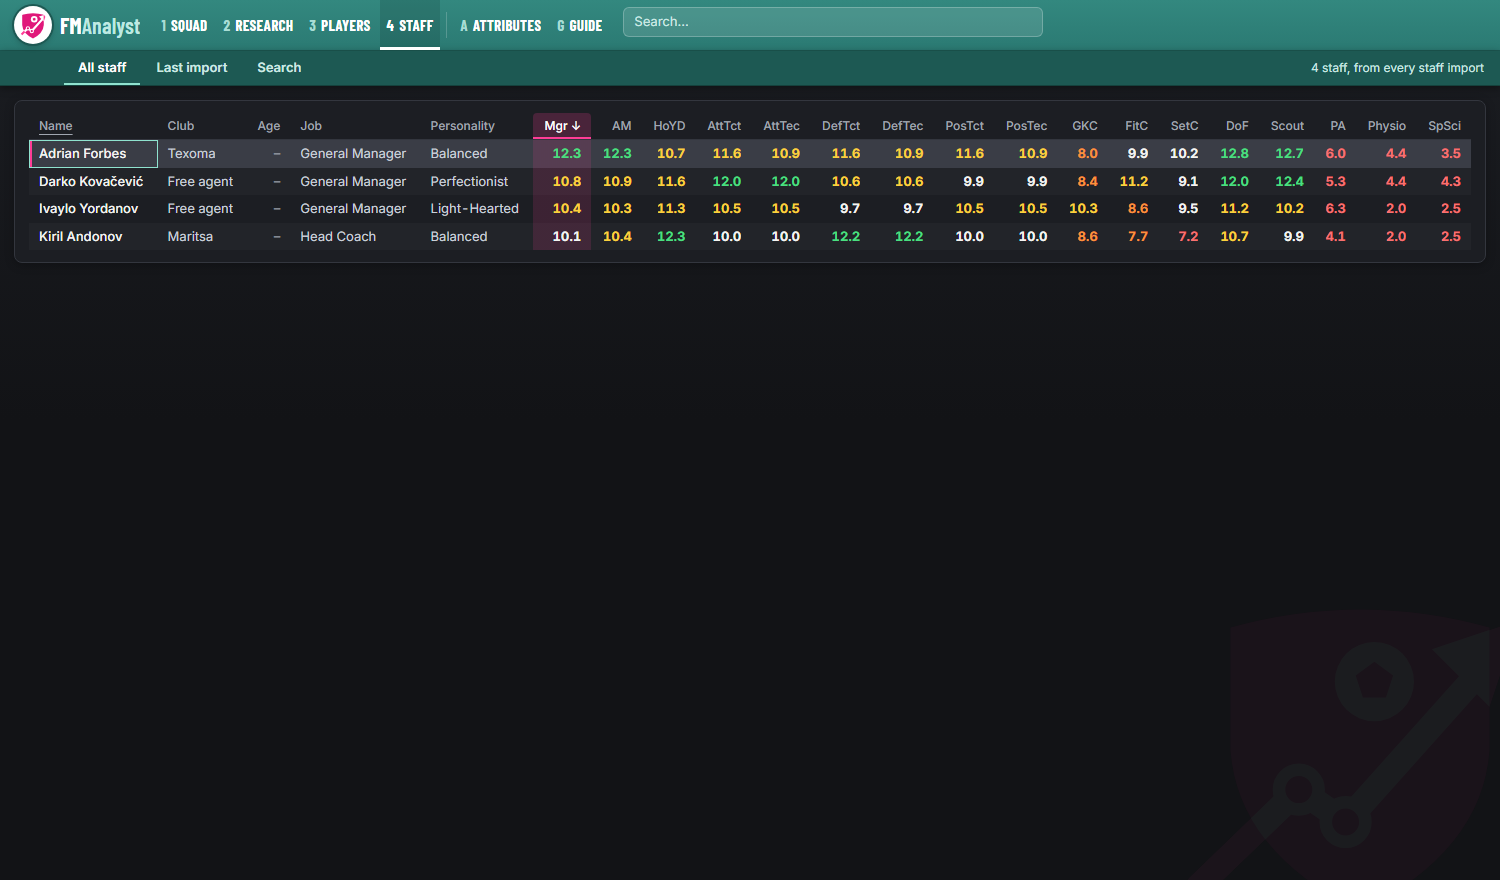 FMAnalyst 1 SQUAD 2 RESEARCH 3 PLAYERS 4 STAFF A ATTRIBUTES G GUIDE Search...
All staff Last import Search 4 staff, from every staff import
Name Club Age Job Personality Mgr ↓ AM HoYD AttTct AttTec DefTct DefTec PosTct PosTec GKC FitC SetC DoF Scout PA Physio SpSci
Adrian Forbes Texoma – General Manager Balanced 12.3 12.3 10.7 11.6 10.9 11.6 10.9 11.6 10.9 8.0 9.9 10.2 12.8 12.7 6.0 4.4 3.5
Darko Kovačević Free agent – General Manager Perfectionist 10.8 10.9 11.6 12.0 12.0 10.6 10.6 9.9 9.9 8.4 11.2 9.1 12.0 12.4 5.3 4.4 4.3
Ivaylo Yordanov Free agent – General Manager Light-Hearted 10.4 10.3 11.3 10.5 10.5 9.7 9.7 10.5 10.5 10.3 8.6 9.5 11.2 10.2 6.3 2.0 2.5
Kiril Andonov Maritsa – Head Coach Balanced 10.1 10.4 12.3 10.0 10.0 12.2 12.2 10.0 10.0 8.6 7.7 7.2 10.7 9.9 4.1 2.0 2.5